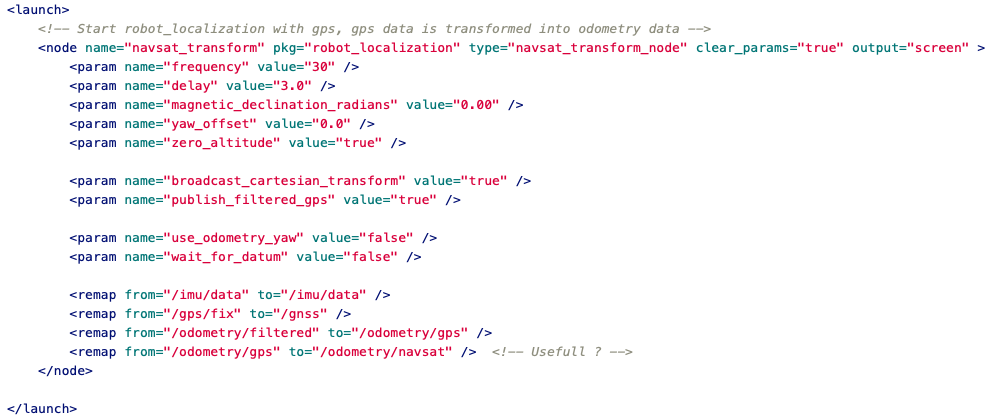 <launch>
<!-- Start robot_localization with gps, gps data is transformed into odometry data -->
<node name="navsat_transform" pkg="robot_localization" type="navsat_transform_node" clear_params="true" output="screen" >
<param name="frequency" value="30" />
<param name="delay" value="3.0" />
<param name="magnetic_declination_radians" value="0.00" />
<param name="yaw_offset" value="0.0" />
<param name="zero_altitude" value="true" />
<param name="broadcast_cartesian_transform" value="true" />
<param name="publish_filtered_gps" value="true" />
<param name="use_odometry_yaw" value="false" />
<param name="wait_for_datum" value="false" />
<remap from="/imu/data" to="/imu/data" />
<remap from="/gps/fix" to="/gnss" />
<remap from="/odometry/filtered" to="/odometry/gps" />
<remap from="/odometry/gps" to="/odometry/navsat" />  <!-- Usefull ? -->
</node>
</launch>